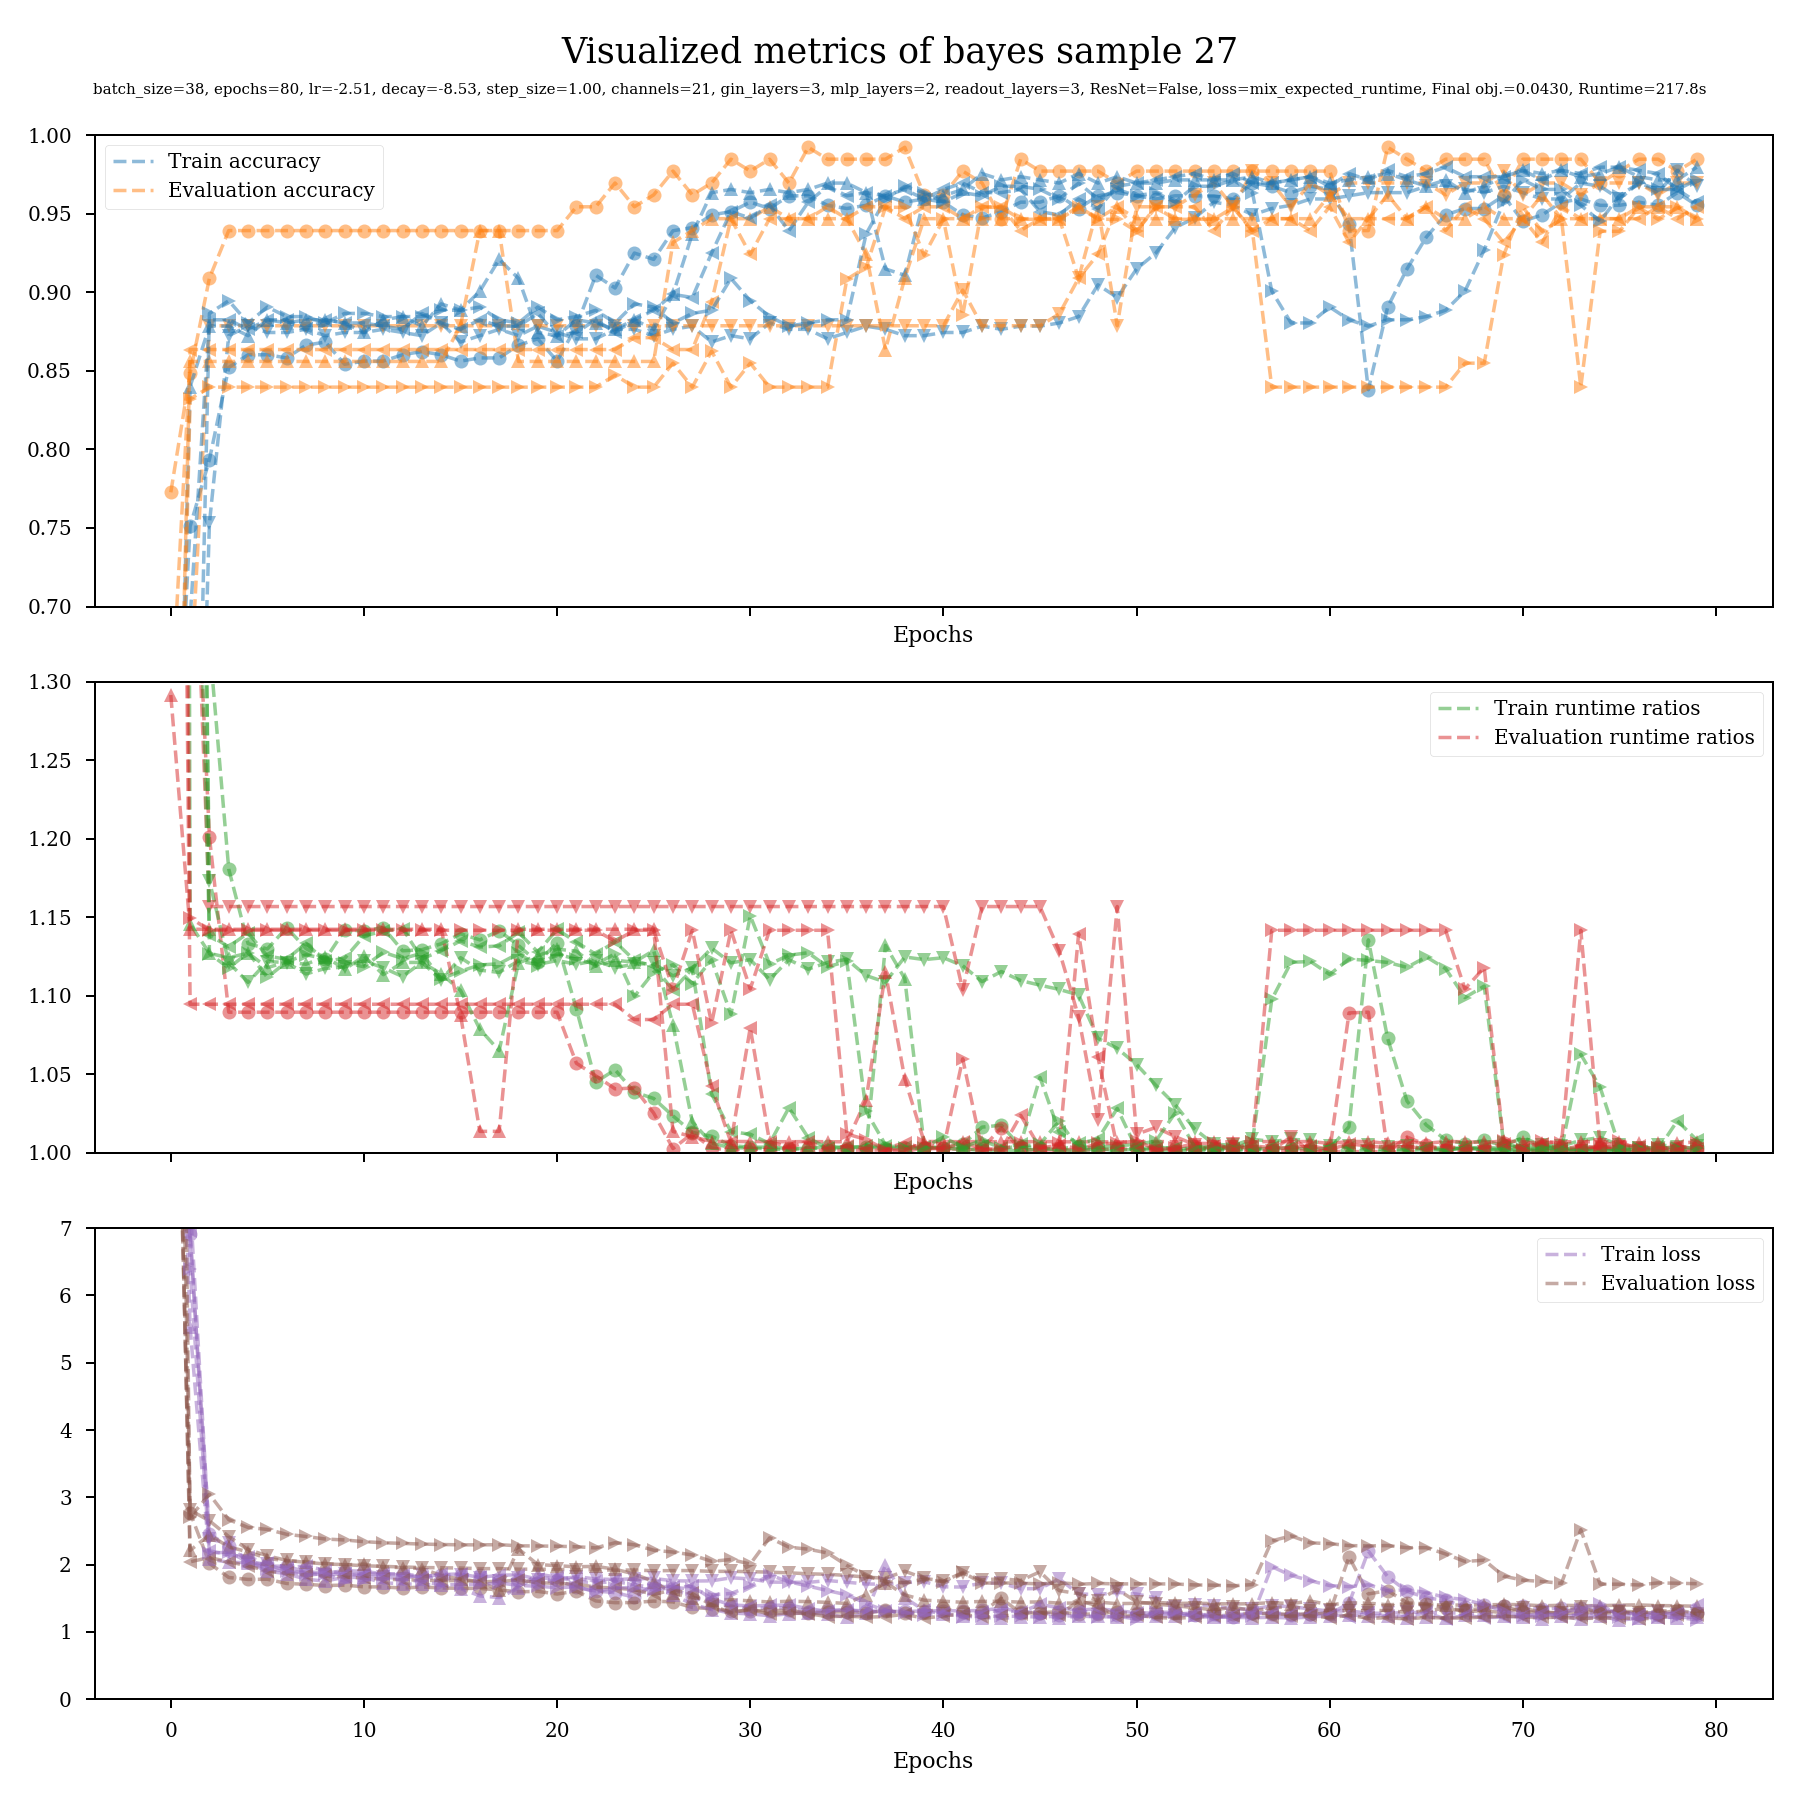 Visualized metrics of bayes sample 27
batch_size=38, epochs=80, lr=-2.51, decay=-8.53, step_size=1.00, channels=21, gin_layers=3, mlp_layers=2, readout_layers=3, ResNet=False, loss=mix_expected_runtime, Final obj.=0.0430, Runtime=217.8s
1.00
0.95
0.90
0.85
0.80
0.75
0.70
Train accuracy
Evaluation accuracy
Epochs
1.30
1.25
1.20
1.15
1.10
1.05
1.00
Train runtime ratios
Evaluation runtime ratios
Epochs
7
6
5
4
3
2
1
0
Train loss
Evaluation loss
0 10 20 30 40 50 60 70 80
Epochs